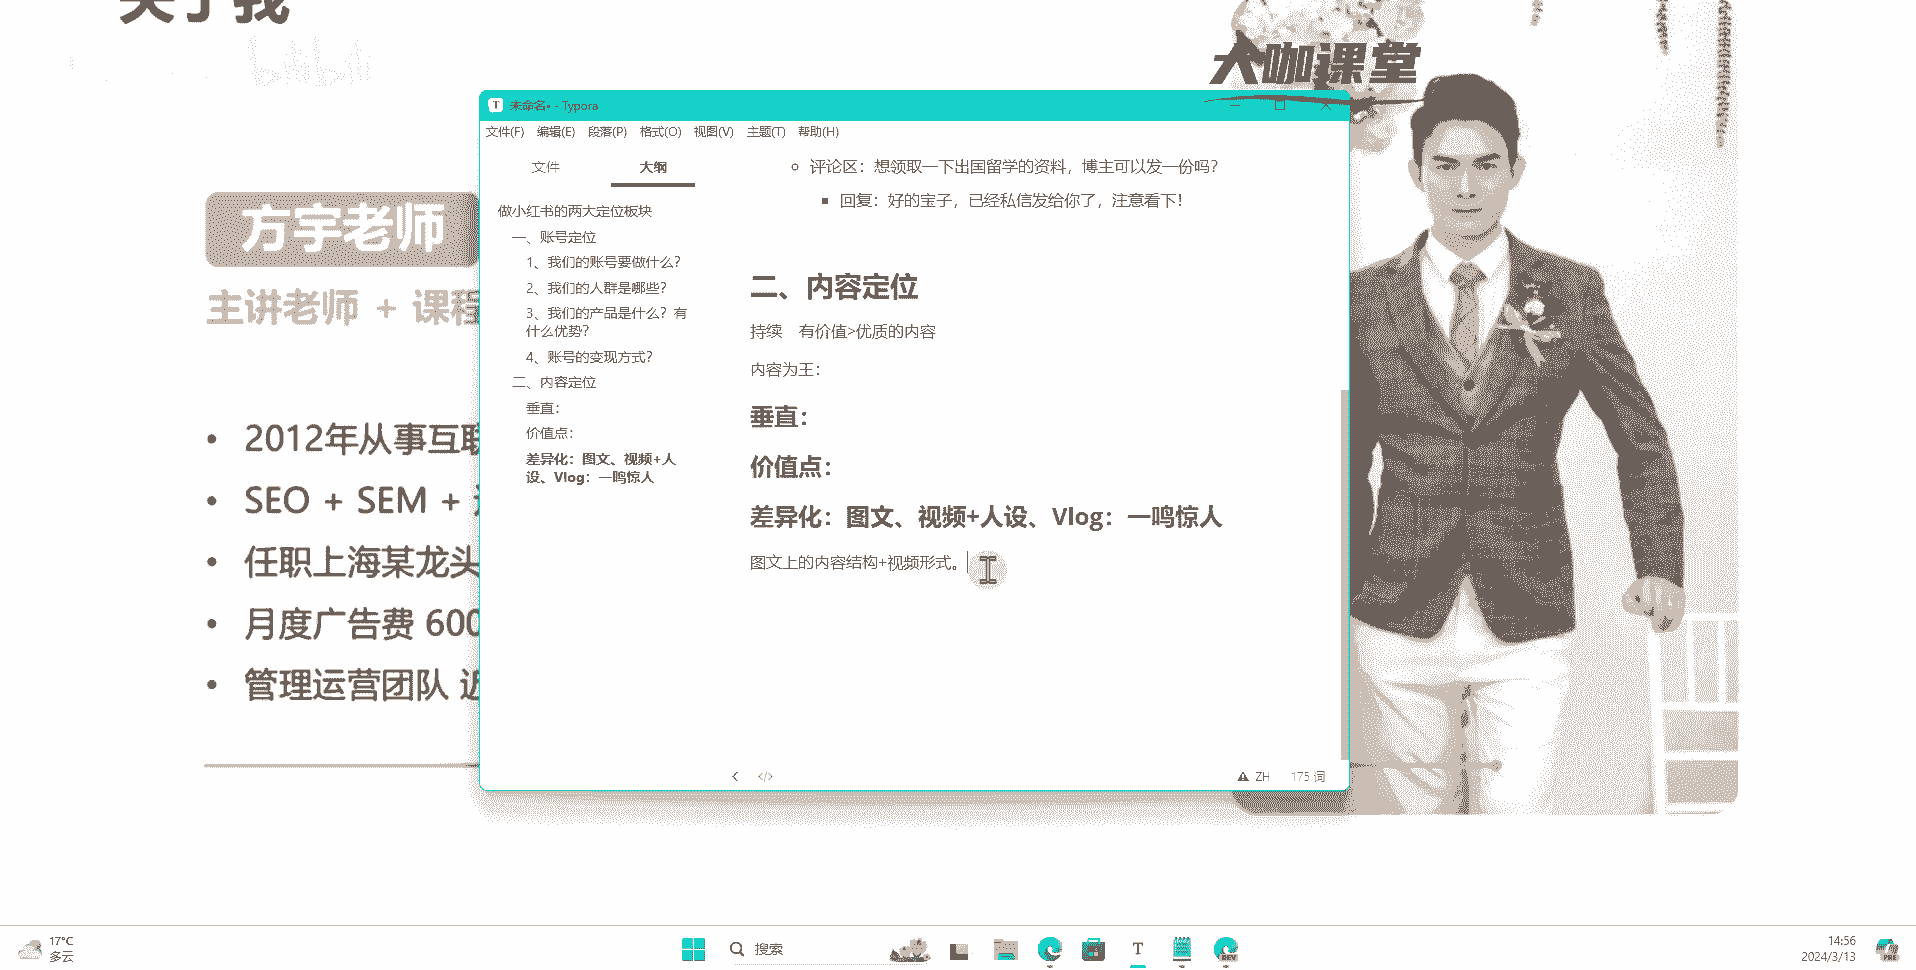 关于我
bilibili
大咖课堂
方宇老师
主讲老师 + 课程
• 2012年从事互联
• SEO + SEM +
• 任职上海某龙头
• 月度广告费 600
• 管理运营团队 近
未命名• - Typora
文件(F) 编辑(E) 段落(P) 格式(O) 视图(V) 主题(T) 帮助(H)
文件 大纲
做小红书的两大定位板块
一、账号定位
1、我们的账号要做什么？
2、我们的人群是哪些？
3、我们的产品是什么？有
什么优势？
4、账号的变现方式？
二、内容定位
垂直：
价值点：
差异化：图文、视频+人
设、Vlog：一鸣惊人
评论区：想领取一下出国留学的资料，博主可以发一份吗？
回复：好的宝子，已经私信发给你了，注意看下！
二、内容定位
持续 有价值>优质的内容
内容为王：
垂直：
价值点：
差异化：图文、视频+人设、Vlog：一鸣惊人
图文上的内容结构+视频形式。
ZH 175 词
17°C
多云
搜索
14:56
2024/3/13